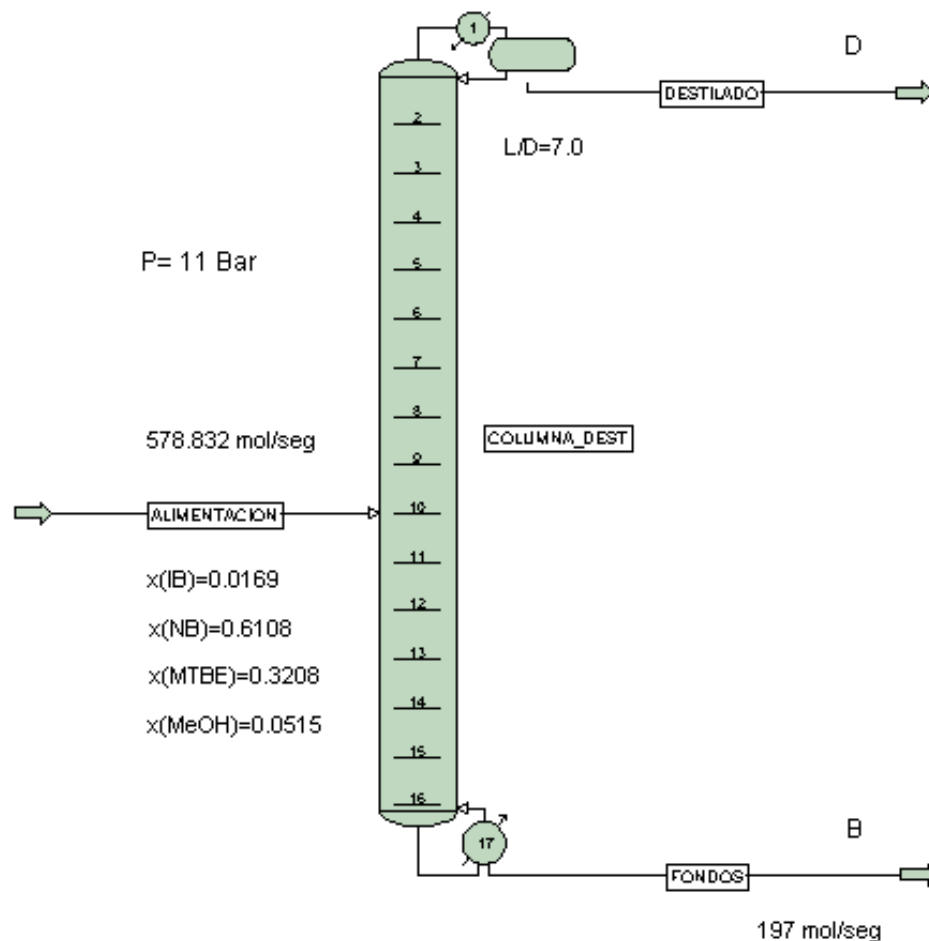 1
D
DESTILADO
2
L/D=7.0
3
4
P= 11 Bar
5
6
7
8
578.832 mol/seg
COLUMNA_DEST
9
ALIMENTACION
10
11
x(IB)=0.0169
12
x(NB)=0.6108
13
x(MTBE)=0.3208
14
x(MeOH)=0.0515
15
16
17
B
FONDOS
197 mol/seg